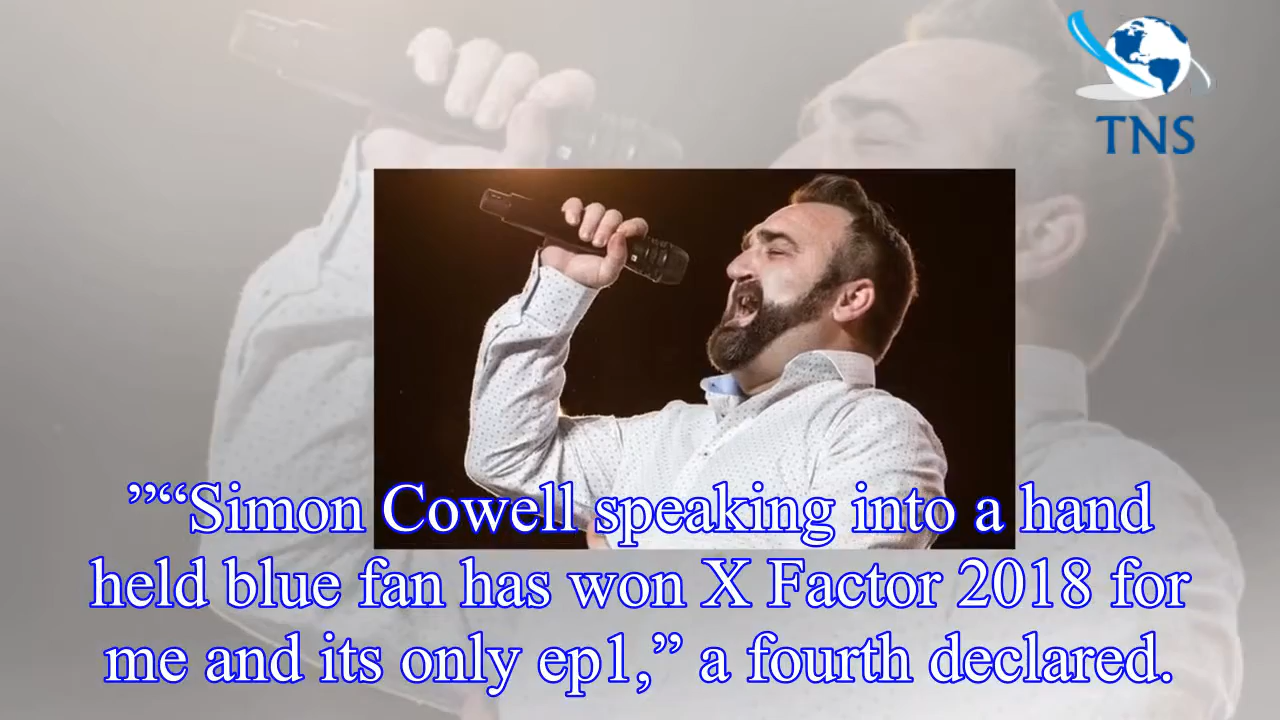 TNS
”“Simon Cowell speaking into a hand
held blue fan has won X Factor 2018 for
me and its only ep1,” a fourth declared.